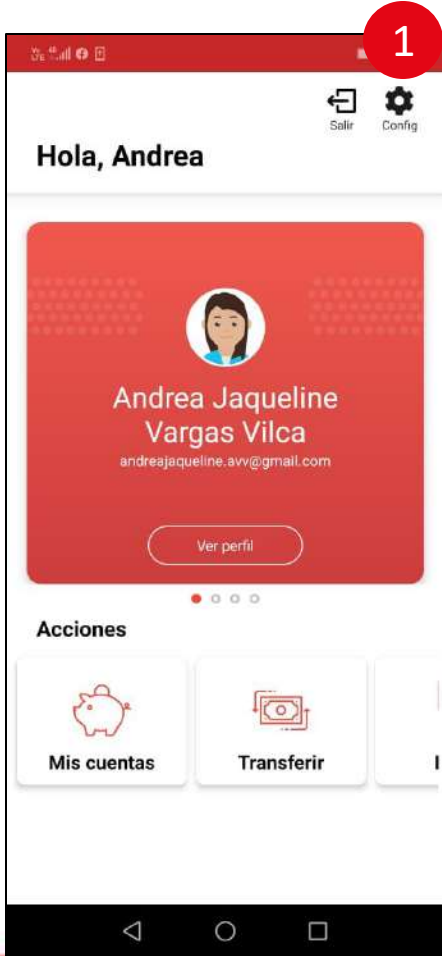 1
Salir
Config
Hola, Andrea
Andrea Jaqueline
Vargas Vilca
andreajaqueline.avv@gmail.com
Ver perfil
Acciones
Mis cuentas
Transferir